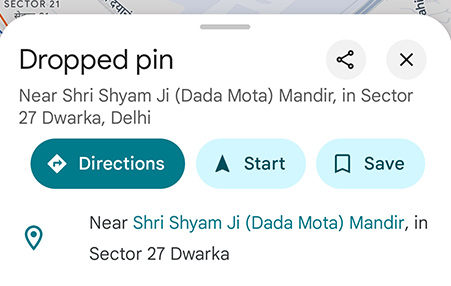 SECTOR 21
Dropped pin
Near Shri Shyam Ji (Dada Mota) Mandir, in Sector
27 Dwarka, Delhi
Directions
Start
Save
Near Shri Shyam Ji (Dada Mota) Mandir, in
Sector 27 Dwarka